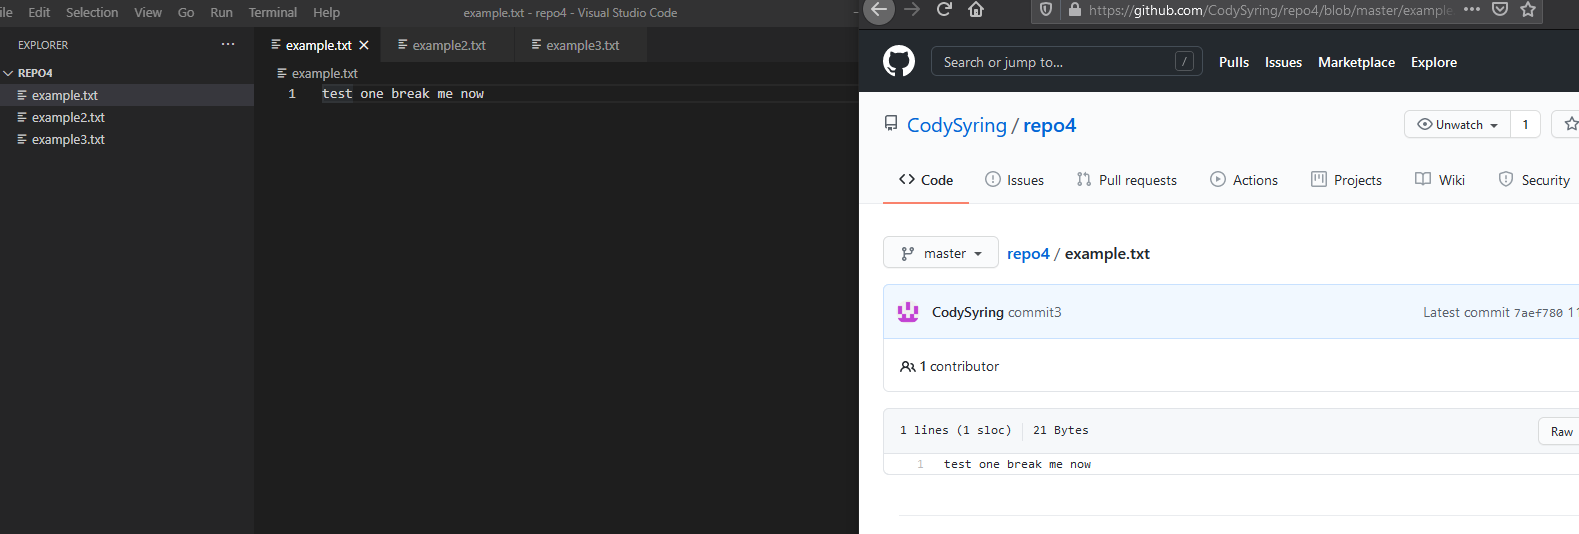 ile Edit Selection View Go Run Terminal Help example.txt - repo4 - Visual Studio Code
EXPLORER ···
REPO4
example.txt
example2.txt
example3.txt
example.txt example2.txt example3.txt
example.txt
1 test one break me now
https://github.com/CodySyring/repo4/blob/master/example
Search or jump to... /
Pulls Issues Marketplace Explore
CodySyring / repo4
Unwatch 1
Code Issues Pull requests Actions Projects Wiki Security
master repo4 / example.txt
CodySyring commit3 Latest commit 7aef780 11
1 contributor
1 lines (1 sloc) 21 Bytes Raw
1 test one break me now